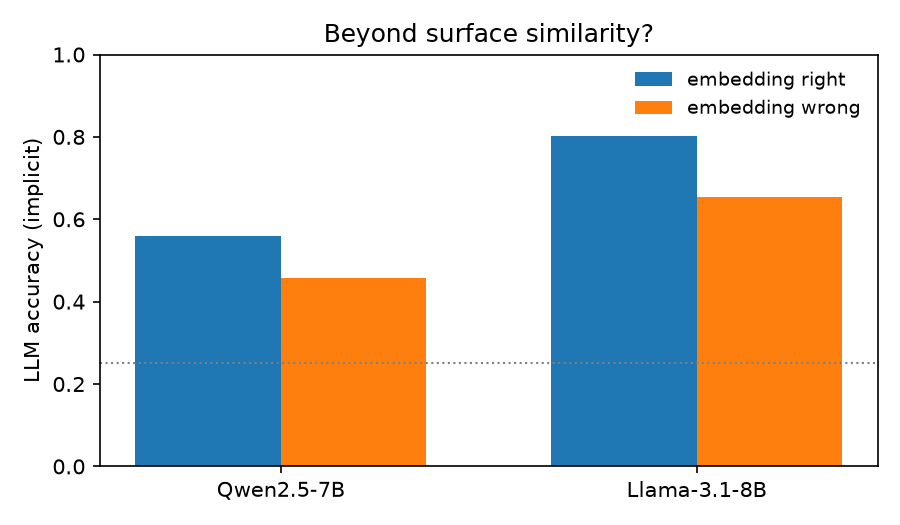 Beyond surface similarity?
1.0
0.8
0.6
0.4
0.2
0.0
LLM accuracy (implicit)
embedding right
embedding wrong
Qwen2.5-7B
Llama-3.1-8B